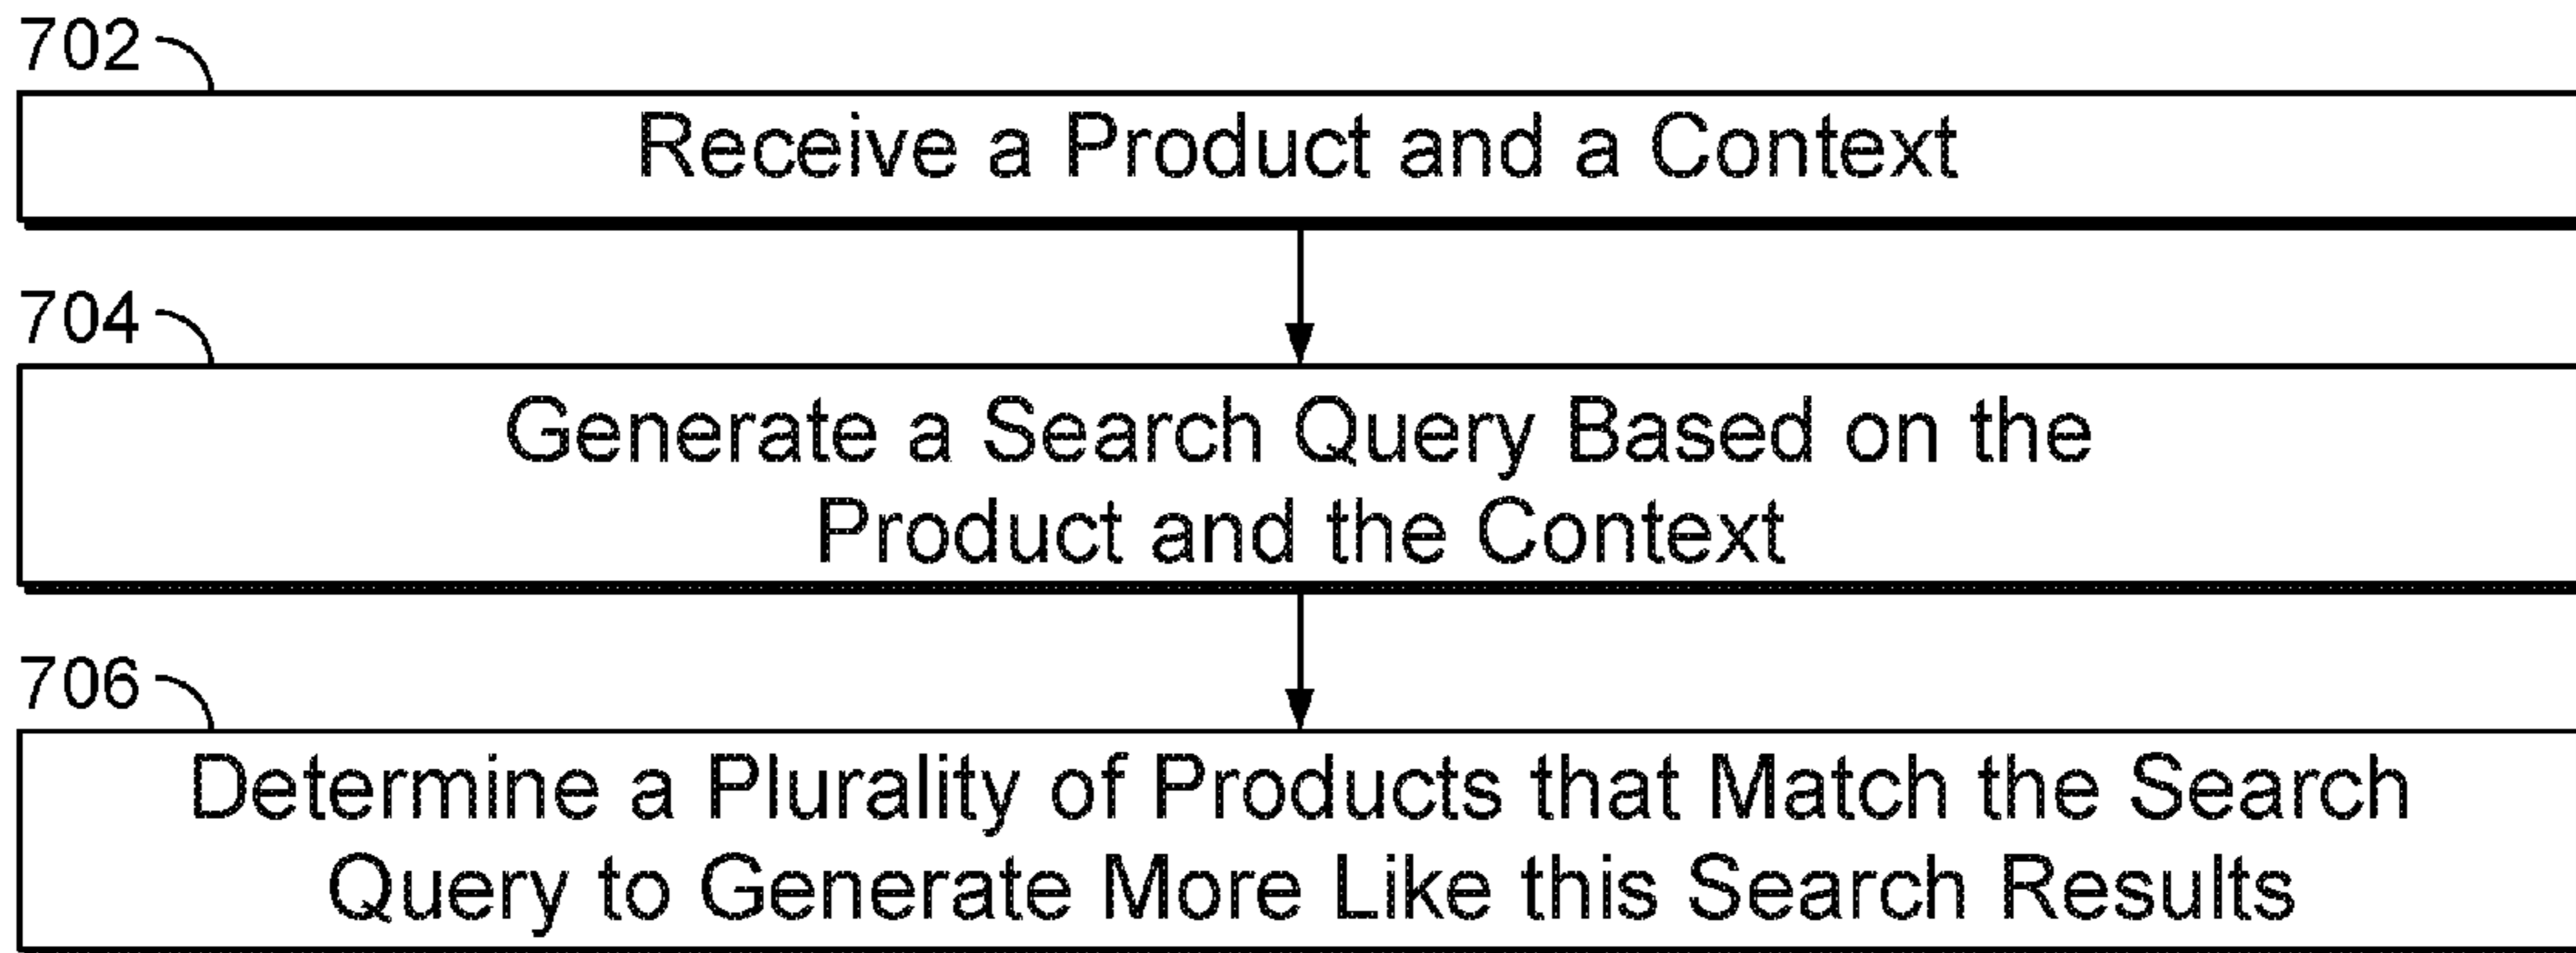 702
Receive a Product and a Context
704
Generate a Search Query Based on the
Product and the Context
706
Determine a Plurality of Products that Match the Search
Query to Generate More Like this Search Results